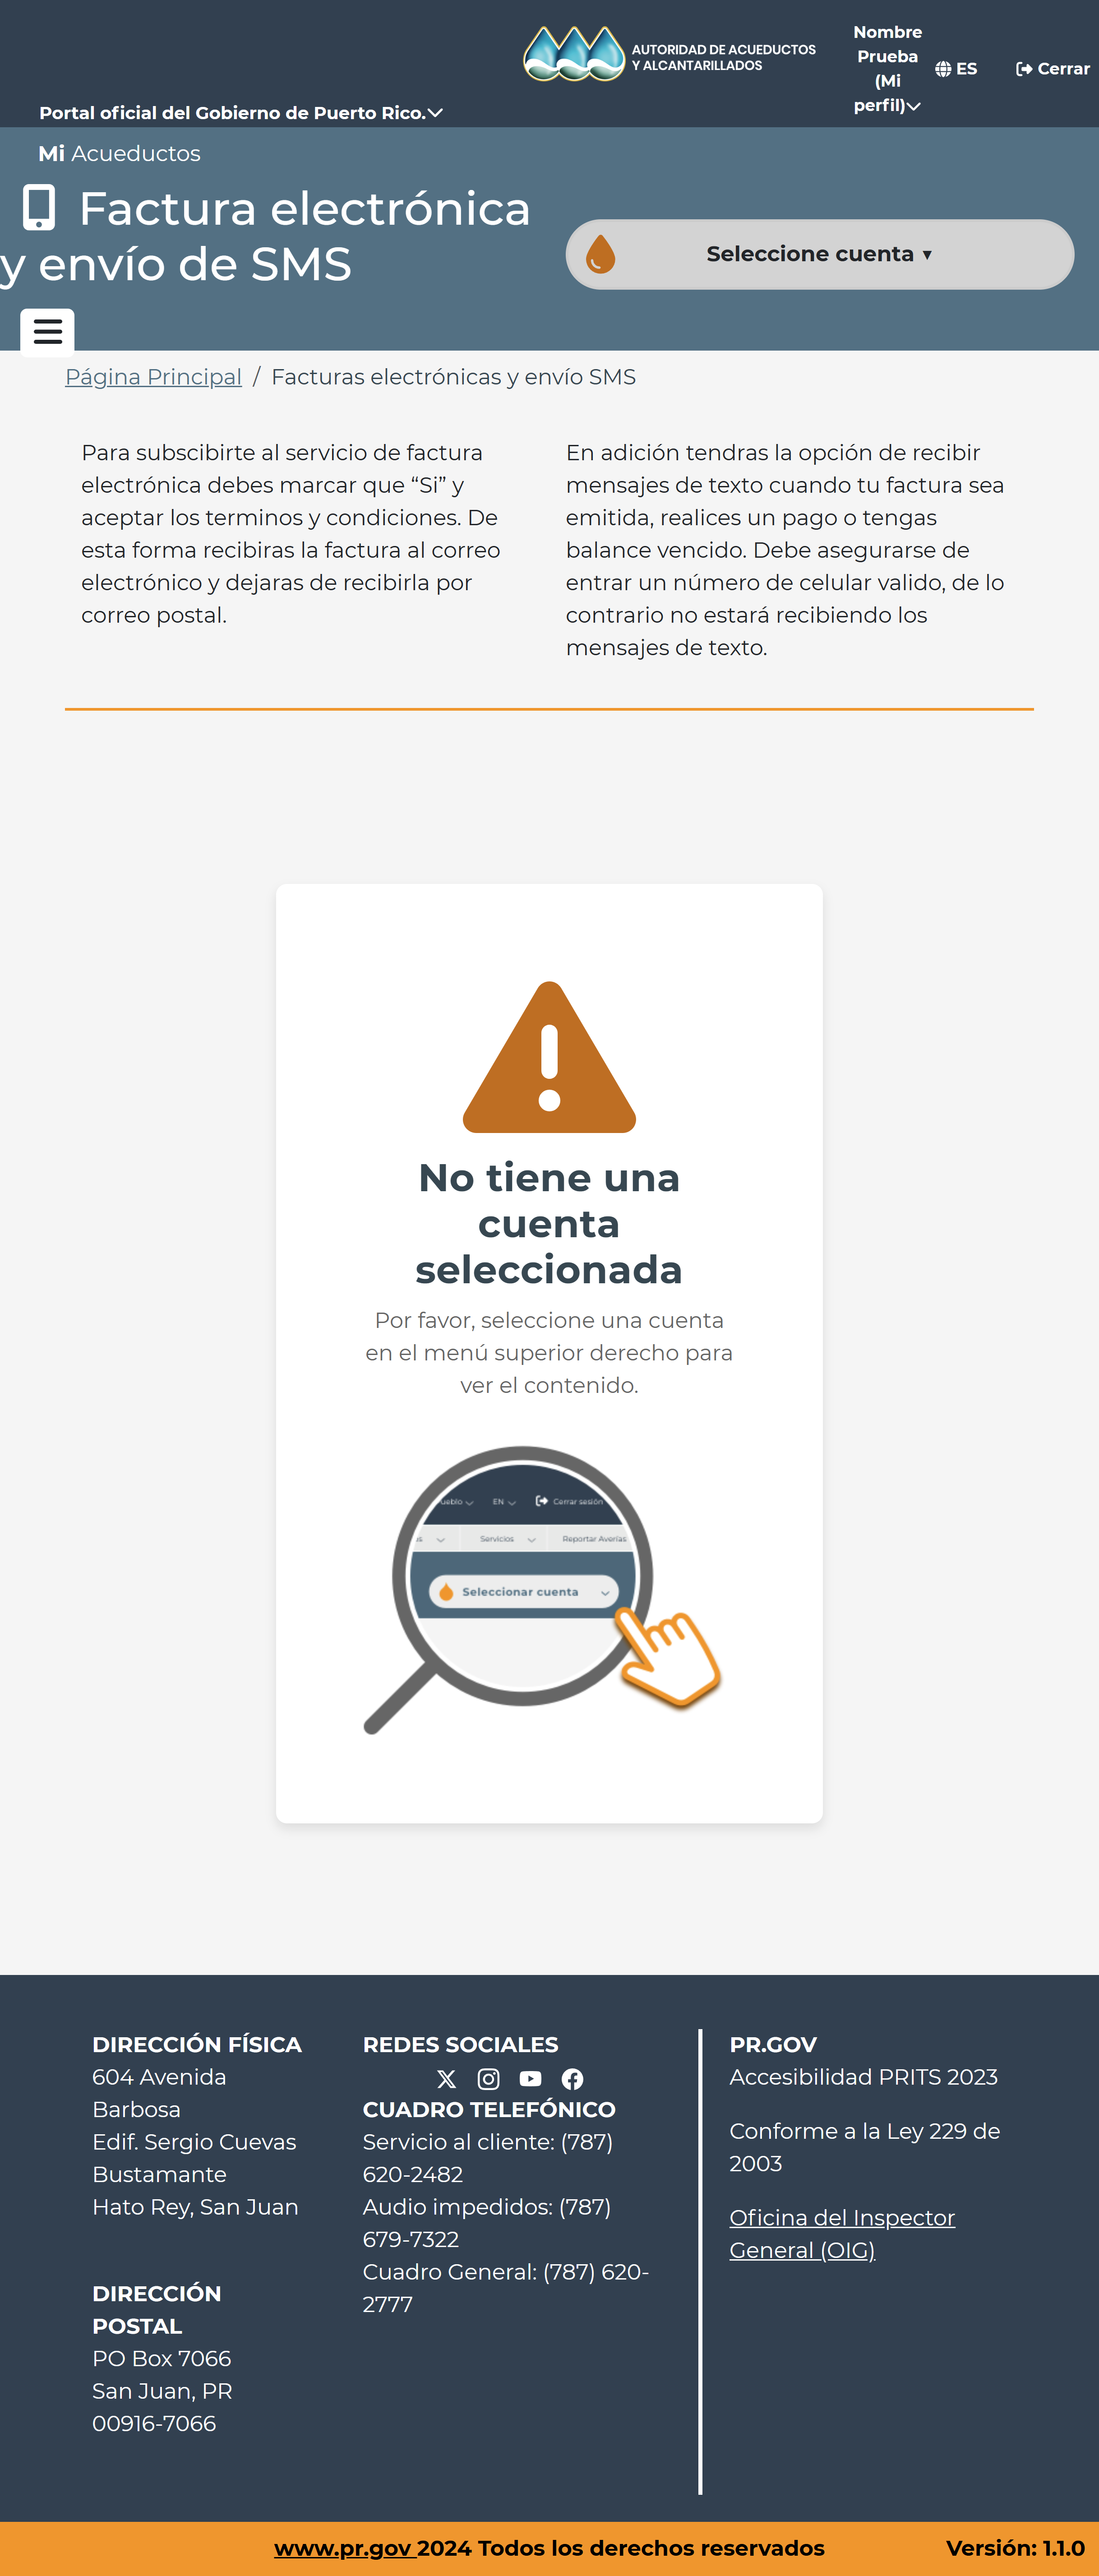 AUTORIDAD DE ACUEDUCTOS
Y ALCANTARILLADOS
Nombre
Prueba
(Mi
perfil)
ES
Cerrar
Portal oficial del Gobierno de Puerto Rico.
Mi Acueductos
Factura electrónica
y envío de SMS
Seleccione cuenta ▾
Página Principal / Facturas electrónicas y envío SMS
Para subscibirte al servicio de factura
electrónica debes marcar que “Si” y
aceptar los terminos y condiciones. De
esta forma recibiras la factura al correo
electrónico y dejaras de recibirla por
correo postal.
En adición tendras la opción de recibir
mensajes de texto cuando tu factura sea
emitida, realices un pago o tengas
balance vencido. Debe asegurarse de
entrar un número de celular valido, de lo
contrario no estará recibiendo los
mensajes de texto.
No tiene una
cuenta
seleccionada
Por favor, seleccione una cuenta
en el menú superior derecho para
ver el contenido.
ueblo
EN
Cerrar sesión
Servicios
Reportar Averías
Seleccionar cuenta
DIRECCIÓN FÍSICA
604 Avenida
Barbosa
Edif. Sergio Cuevas
Bustamante
Hato Rey, San Juan
DIRECCIÓN
POSTAL
PO Box 7066
San Juan, PR
00916-7066
REDES SOCIALES
CUADRO TELEFÓNICO
Servicio al cliente: (787)
620-2482
Audio impedidos: (787)
679-7322
Cuadro General: (787) 620-
2777
PR.GOV
Accesibilidad PRITS 2023
Conforme a la Ley 229 de
2003
Oficina del Inspector
General (OIG)
www.pr.gov 2024 Todos los derechos reservados
Versión: 1.1.0